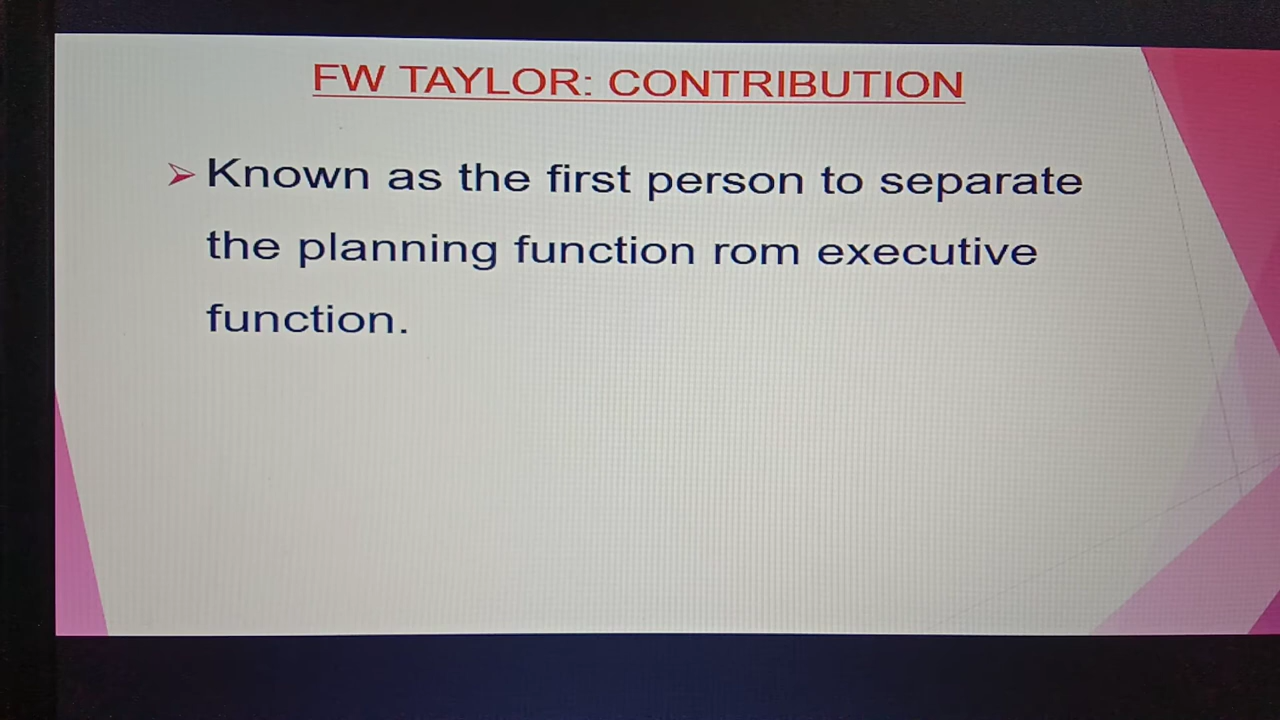 FW TAYLOR: CONTRIBUTION
➢ Known as the first person to separate
the planning function rom executive
function.